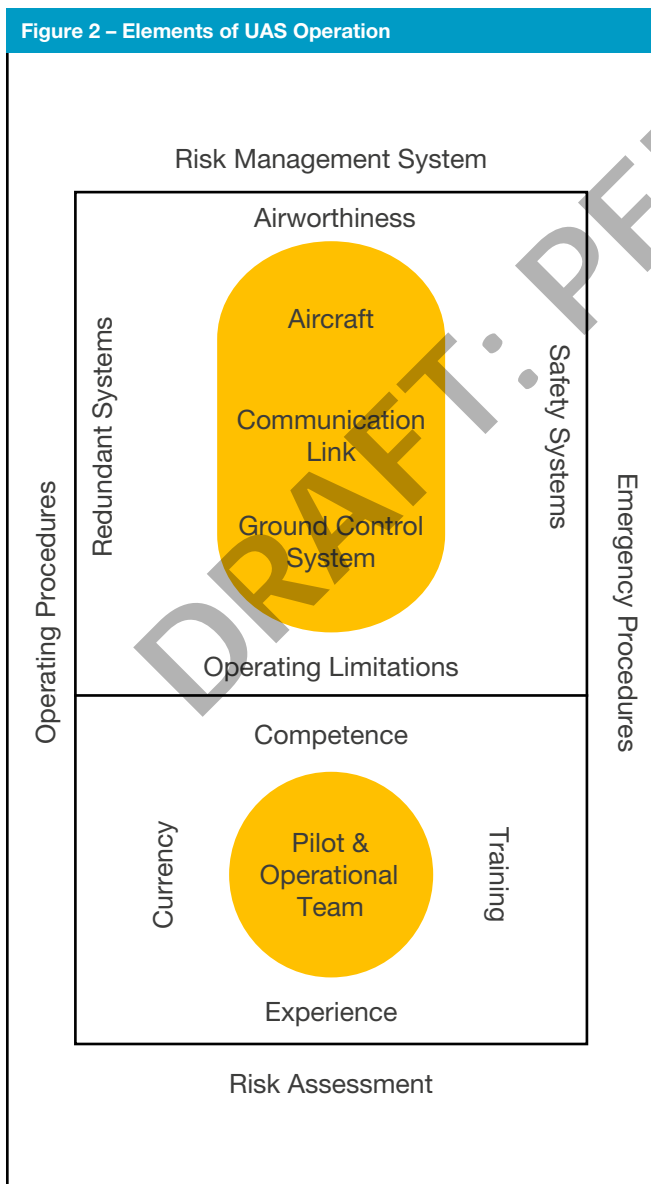 Figure 2 – Elements of UAS Operation
Risk Management System
Airworthiness
Aircraft
Redundant Systems
Safety Systems
Communication
Link
Ground Control
System
Operating Procedures
Emergency Procedures
Operating Limitations
Competence
Currency
Pilot &
Operational
Team
Training
Experience
Risk Assessment
DRAFT: